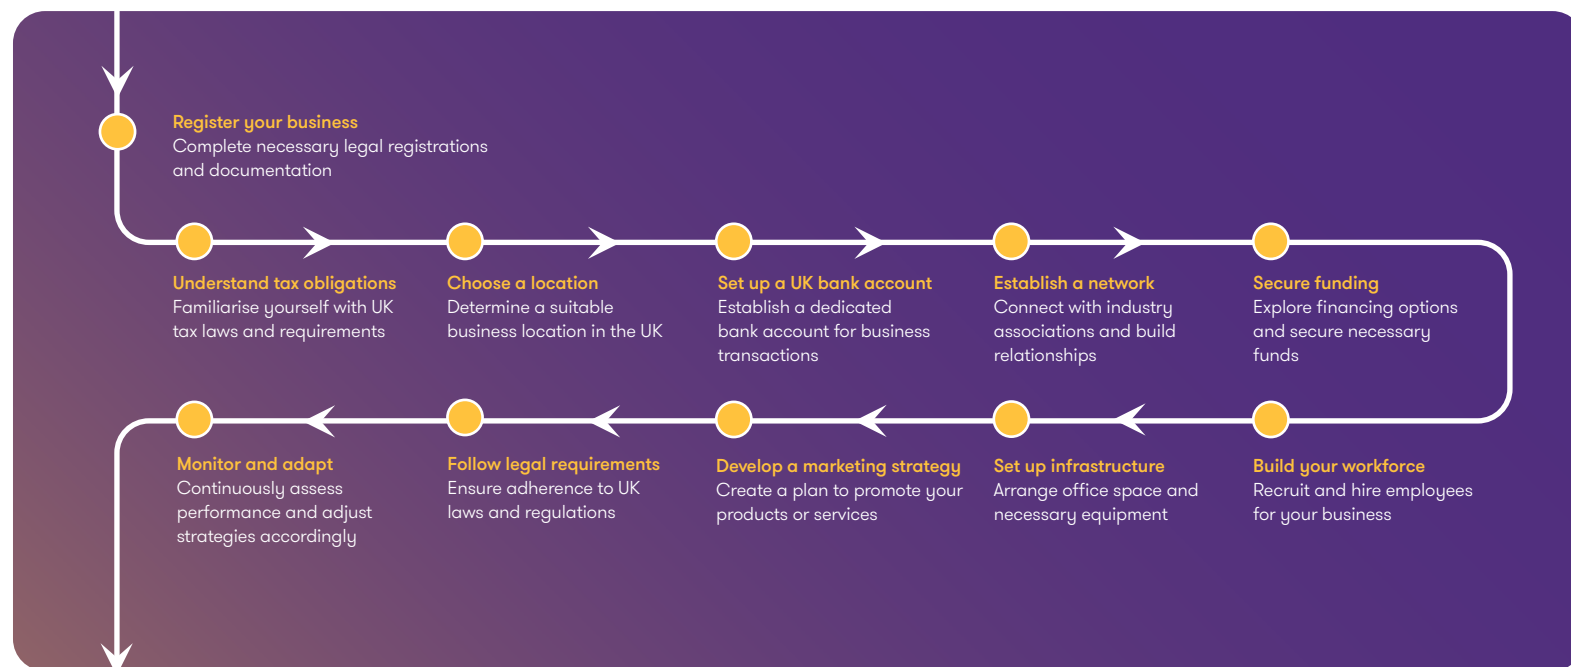 Register your business
Complete necessary legal registrations
and documentation
Understand tax obligations
Familiarise yourself with UK
tax laws and requirements
Choose a location
Determine a suitable
business location in the UK
Set up a UK bank account
Establish a dedicated
bank account for business
transactions
Establish a network
Connect with industry
associations and build
relationships
Secure funding
Explore financing options
and secure necessary
funds
Build your workforce
Recruit and hire employees
for your business
Set up infrastructure
Arrange office space and
necessary equipment
Develop a marketing strategy
Create a plan to promote your
products or services
Follow legal requirements
Ensure adherence to UK
laws and regulations
Monitor and adapt
Continuously assess
performance and adjust
strategies accordingly